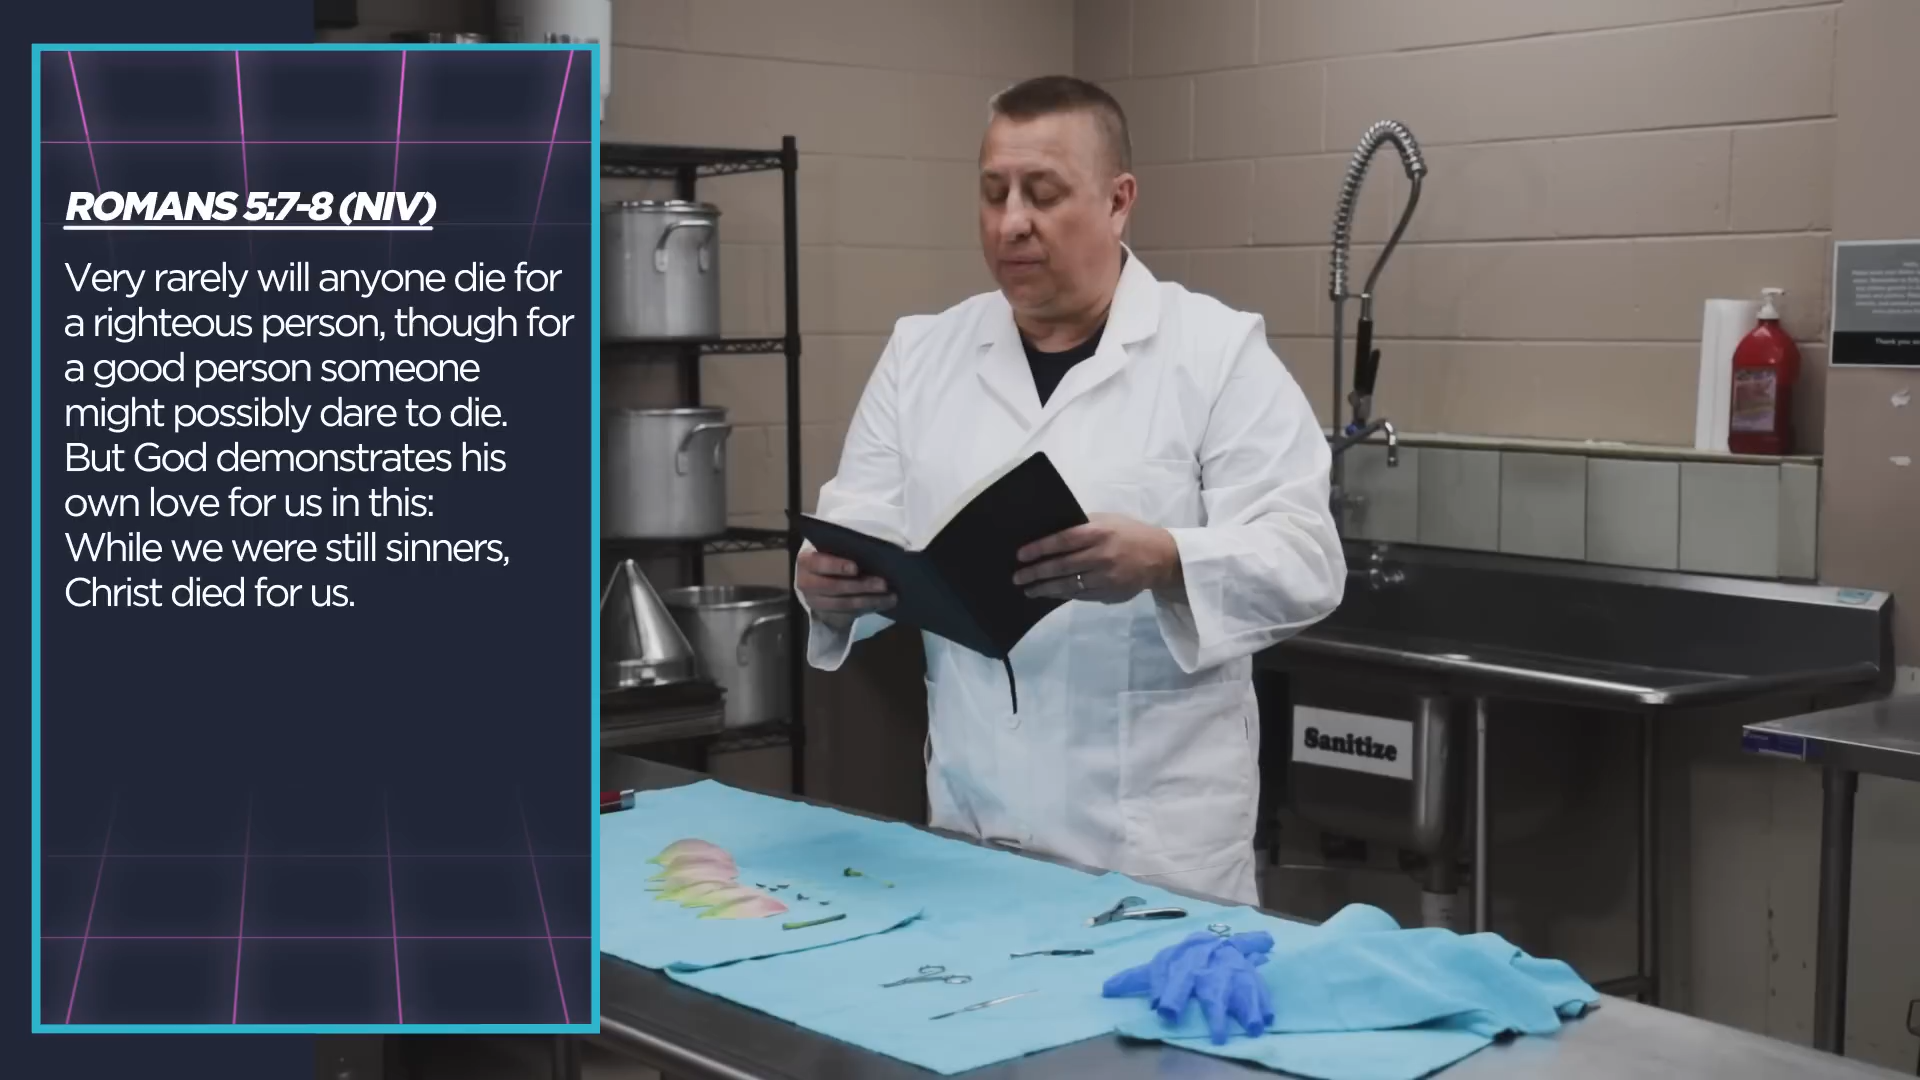 ROMANS 5:7-8 (NIV)
Very rarely will anyone die for
a righteous person, though for
a good person someone
might possibly dare to die.
But God demonstrates his
own love for us in this:
While we were still sinners,
Christ died for us.
Sanitize
Thank you